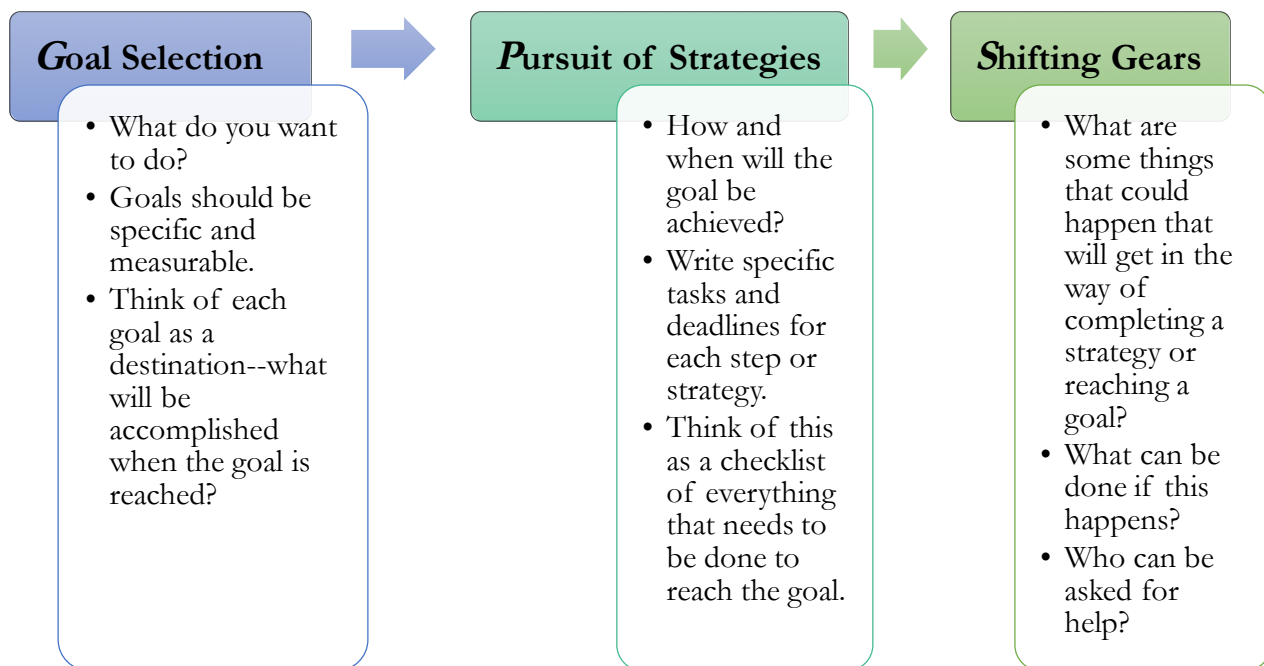 Goal Selection
• What do you want
to do?
• Goals should be
specific and
measurable.
• Think of each
goal as a
destination--what
will be
accomplished
when the goal is
reached?
Pursuit of Strategies
• How and
when will the
goal be
achieved?
• Write specific
tasks and
deadlines for
each step or
strategy.
• Think of this
as a checklist
of everything
that needs to
be done to
reach the goal.
Shifting Gears
• What are
some things
that could
happen that
will get in the
way of
completing a
strategy or
reaching a
goal?
• What can be
done if this
happens?
• Who can be
asked for
help?